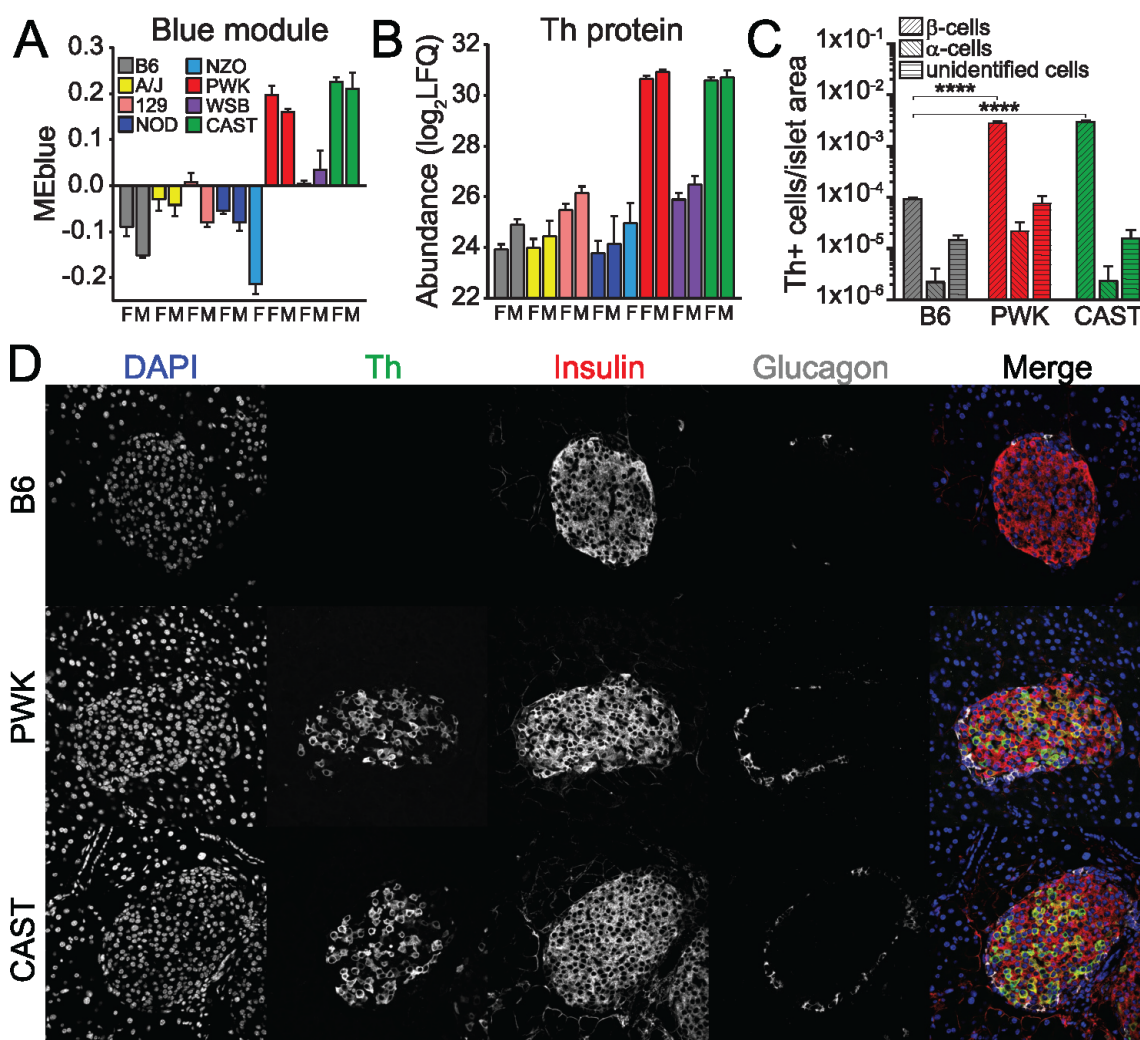 A
Blue module
MEblue
0.3
0.2
0.1
0.0
-0.1
-0.2
B6
A/J
129
NOD
NZO
PWK
WSB
CAST
FM FM FM FM F FM FM FM
B
Th protein
Abundance (log₂LFQ)
32
30
28
26
24
22
FM FM FM FM F FM FM FM
C
β-cells
α-cells
unidentified cells
Th+ cells/islet area
1x10⁻¹
1x10⁻²
1x10⁻³
1x10⁻⁴
1x10⁻⁵
1x10⁻⁶
****
****
B6 PWK CAST
D
DAPI Th Insulin Glucagon Merge
B6
PWK
CAST